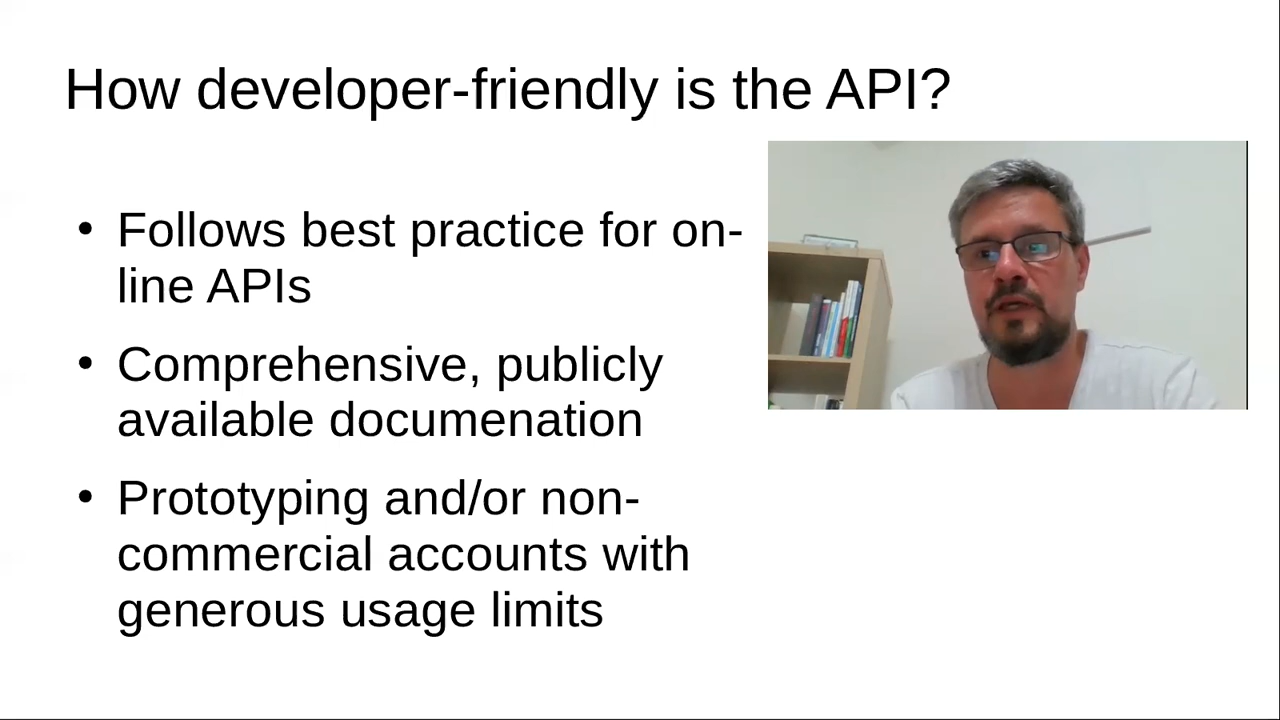 How developer-friendly is the API?
• Follows best practice for on-
line APIs
• Comprehensive, publicly
available documenation
• Prototyping and/or non-
commercial accounts with
generous usage limits